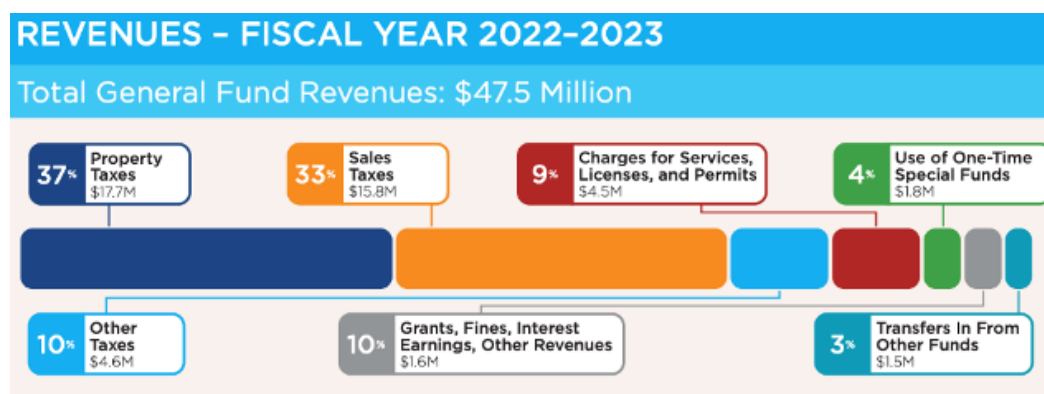 REVENUES – FISCAL YEAR 2022–2023
Total General Fund Revenues: $47.5 Million
37%
Property
Taxes
$17.7M
33%
Sales
Taxes
$15.8M
9%
Charges for Services,
Licenses, and Permits
$4.5M
4%
Use of One-Time
Special Funds
$1.8M
10%
Other
Taxes
$4.6M
10%
Grants, Fines, Interest
Earnings, Other Revenues
$1.6M
3%
Transfers In From
Other Funds
$1.5M